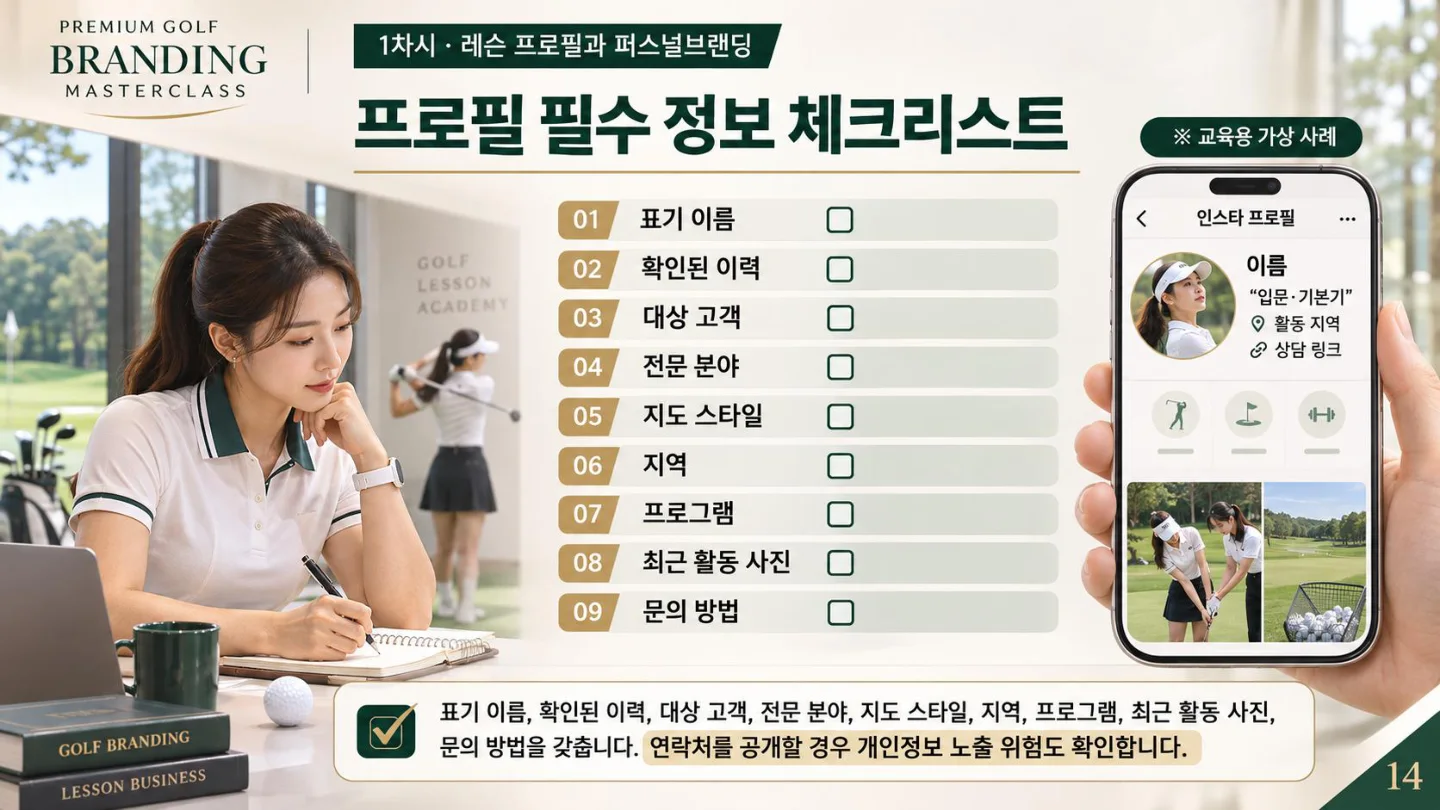 PREMIUM GOLF
BRANDING
MASTERCLASS
1차시 · 레슨 프로필과 퍼스널브랜딩
프로필 필수 정보 체크리스트
※ 교육용 가상 사례
GOLF
LESSON
ACADEMY
01 표기 이름
02 확인된 이력
03 대상 고객
04 전문 분야
05 지도 스타일
06 지역
07 프로그램
08 최근 활동 사진
09 문의 방법
인스타 프로필
이름
“입문·기본기”
활동 지역
상담 링크
표기 이름, 확인된 이력, 대상 고객, 전문 분야, 지도 스타일, 지역, 프로그램, 최근 활동 사진,
문의 방법을 갖춥니다. 연락처를 공개할 경우 개인정보 노출 위험도 확인합니다.
GOLF BRANDING
LESSON BUSINESS
14